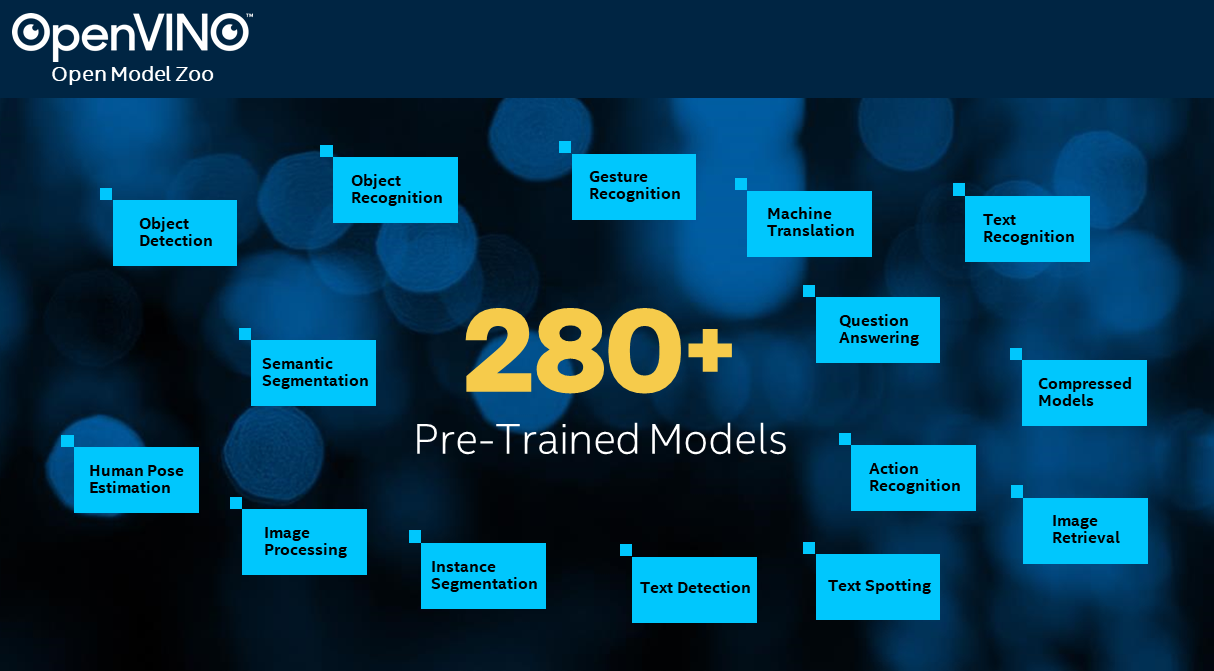 OpenVINO™
Open Model Zoo
Object
Recognition
Gesture
Recognition
Object
Detection
Machine
Translation
Text
Recognition
280+
Pre-Trained Models
Question
Answering
Semantic
Segmentation
Compressed
Models
Human Pose
Estimation
Action
Recognition
Image
Processing
Image
Retrieval
Instance
Segmentation
Text Detection
Text Spotting